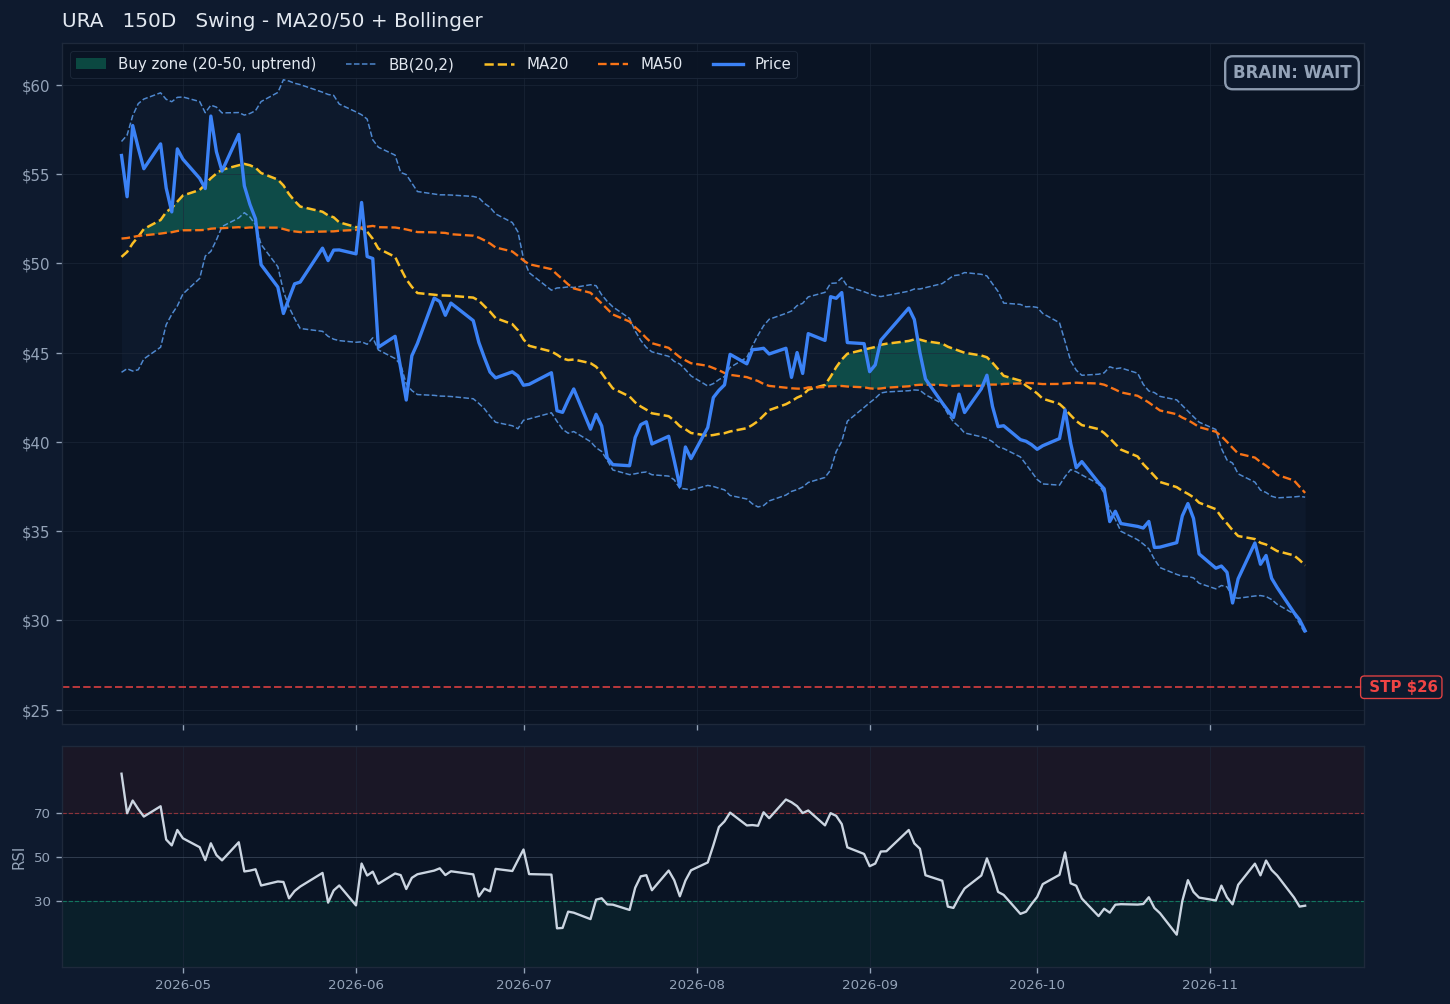 URA   150D   Swing - MA20/50 + Bollinger
Buy zone (20-50, uptrend)   BB(20,2)   MA20   MA50   Price
BRAIN: WAIT
$60
$55
$50
$45
$40
$35
$30
$25
STP $26
70
50
30
RSI
2026-05   2026-06   2026-07   2026-08   2026-09   2026-10   2026-11